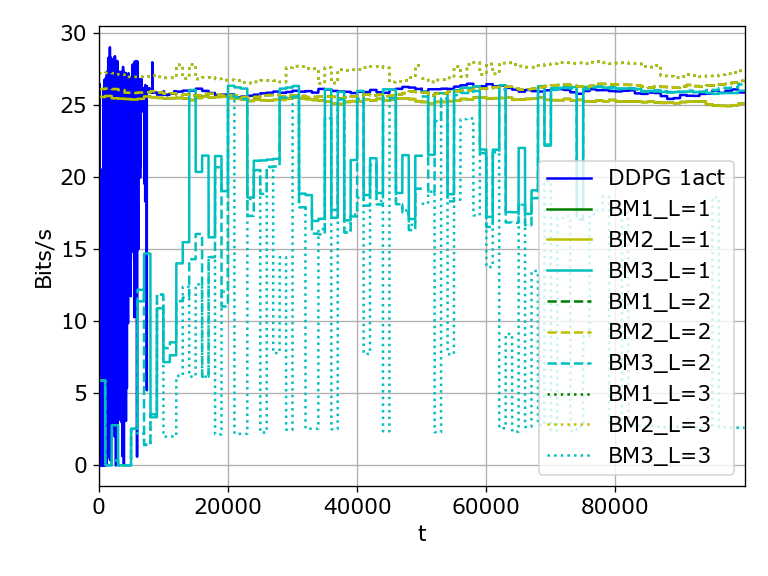 30
25
20
15
10
5
0
Bits/s
0
20000
40000
60000
80000
t
DDPG 1act
BM1_L=1
BM2_L=1
BM3_L=1
BM1_L=2
BM2_L=2
BM3_L=2
BM1_L=3
BM2_L=3
BM3_L=3